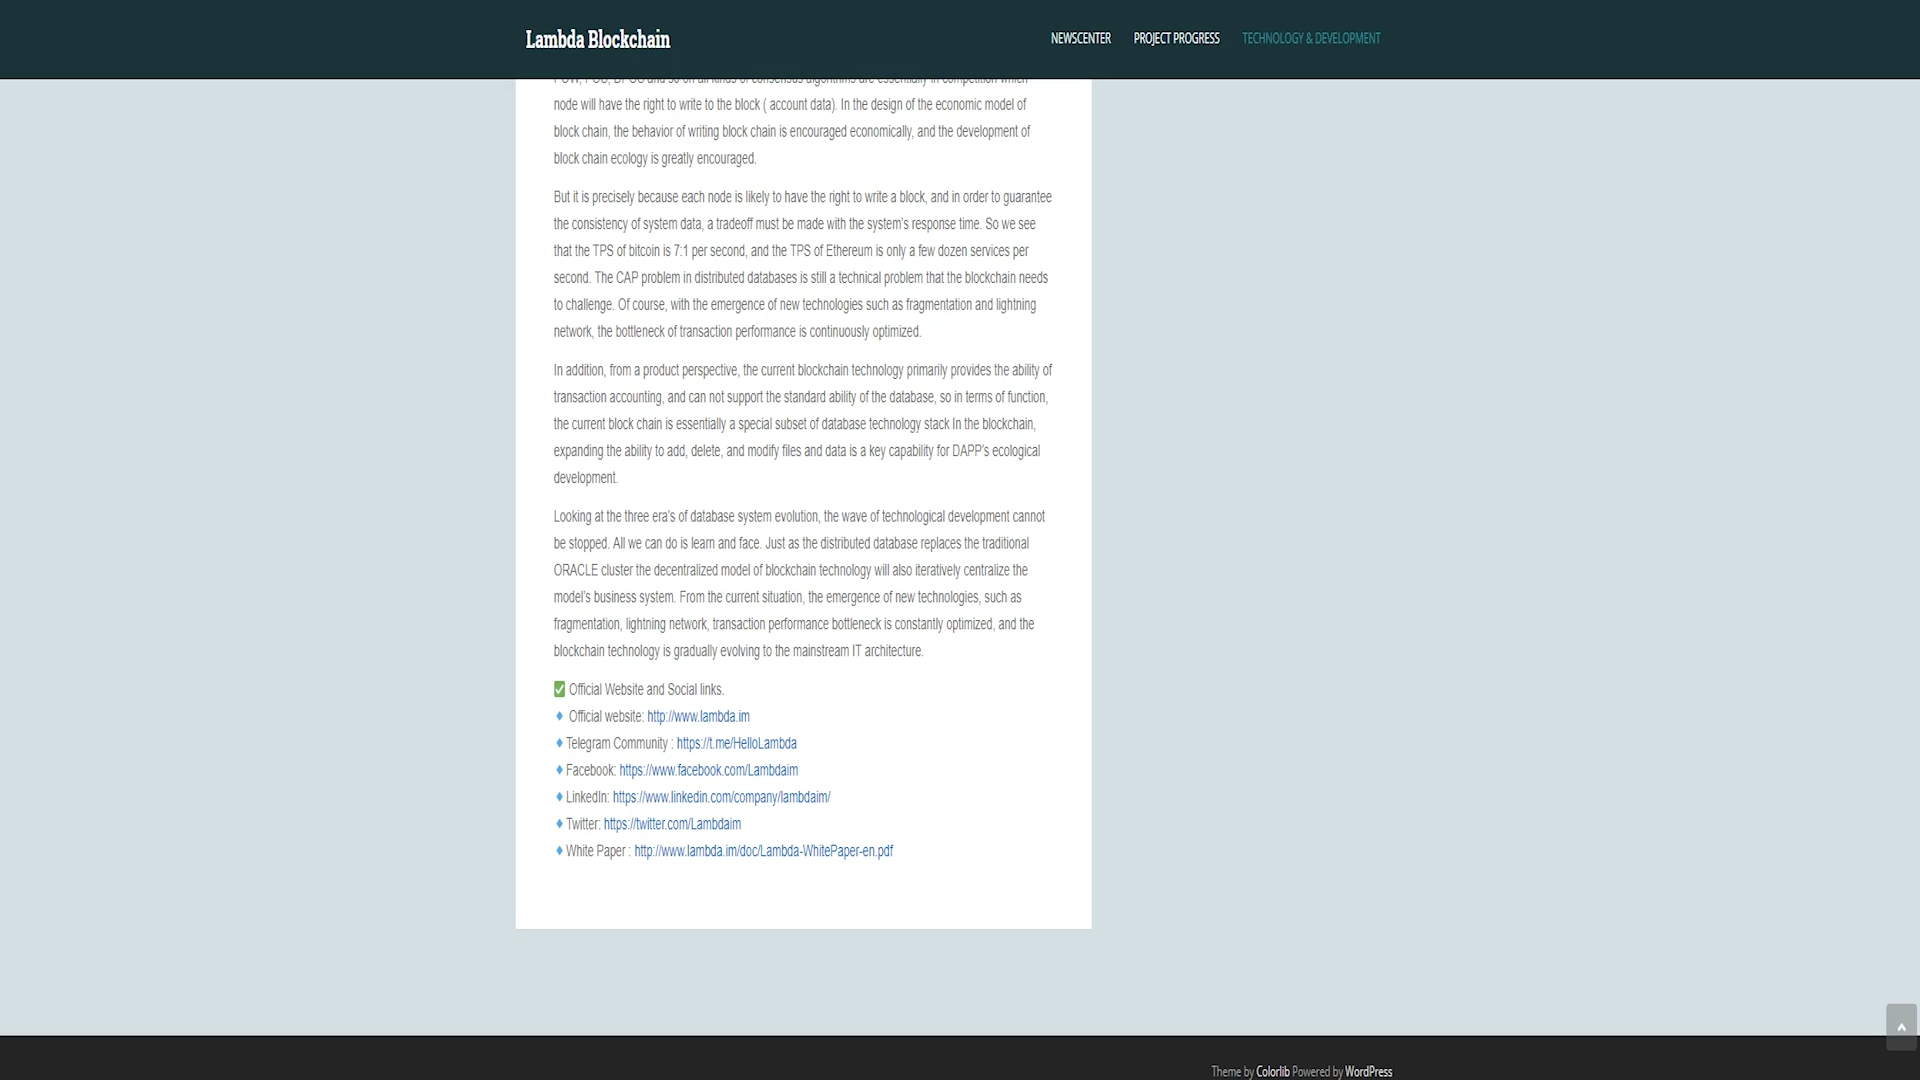 Lambda Blockchain
NEWSCENTER PROJECT PROGRESS TECHNOLOGY & DEVELOPMENT
POW, POS, DPOS and so on all kinds of consensus algorithms are essentially in competition which
node will have the right to write to the block ( account data). In the design of the economic model of
block chain, the behavior of writing block chain is encouraged economically, and the development of
block chain ecology is greatly encouraged.
But it is precisely because each node is likely to have the right to write a block, and in order to guarantee
the consistency of system data, a tradeoff must be made with the system's response time. So we see
that the TPS of bitcoin is 7:1 per second, and the TPS of Ethereum is only a few dozen services per
second. The CAP problem in distributed databases is still a technical problem that the blockchain needs
to challenge. Of course, with the emergence of new technologies such as fragmentation and lightning
network, the bottleneck of transaction performance is continuously optimized.
In addition, from a product perspective, the current blockchain technology primarily provides the ability of
transaction accounting, and can not support the standard ability of the database, so in terms of function,
the current block chain is essentially a special subset of database technology stack In the blockchain,
expanding the ability to add, delete, and modify files and data is a key capability for DAPP's ecological
development.
Looking at the three era's of database system evolution, the wave of technological development cannot
be stopped. All we can do is learn and face. Just as the distributed database replaces the traditional
ORACLE cluster the decentralized model of blockchain technology will also iteratively centralize the
model's business system. From the current situation, the emergence of new technologies, such as
fragmentation, lightning network, transaction performance bottleneck is constantly optimized, and the
blockchain technology is gradually evolving to the mainstream IT architecture.
✅ Official Website and Social links.
🔹 Official website: http://www.lambda.im
🔹Telegram Community : https://t.me/HelloLambda
🔹Facebook: https://www.facebook.com/Lambdaim
🔹LinkedIn: https://www.linkedin.com/company/lambdaim/
🔹Twitter: https://twitter.com/Lambdaim
🔹White Paper : http://www.lambda.im/doc/Lambda-WhitePaper-en.pdf
Theme by Colorlib Powered by WordPress